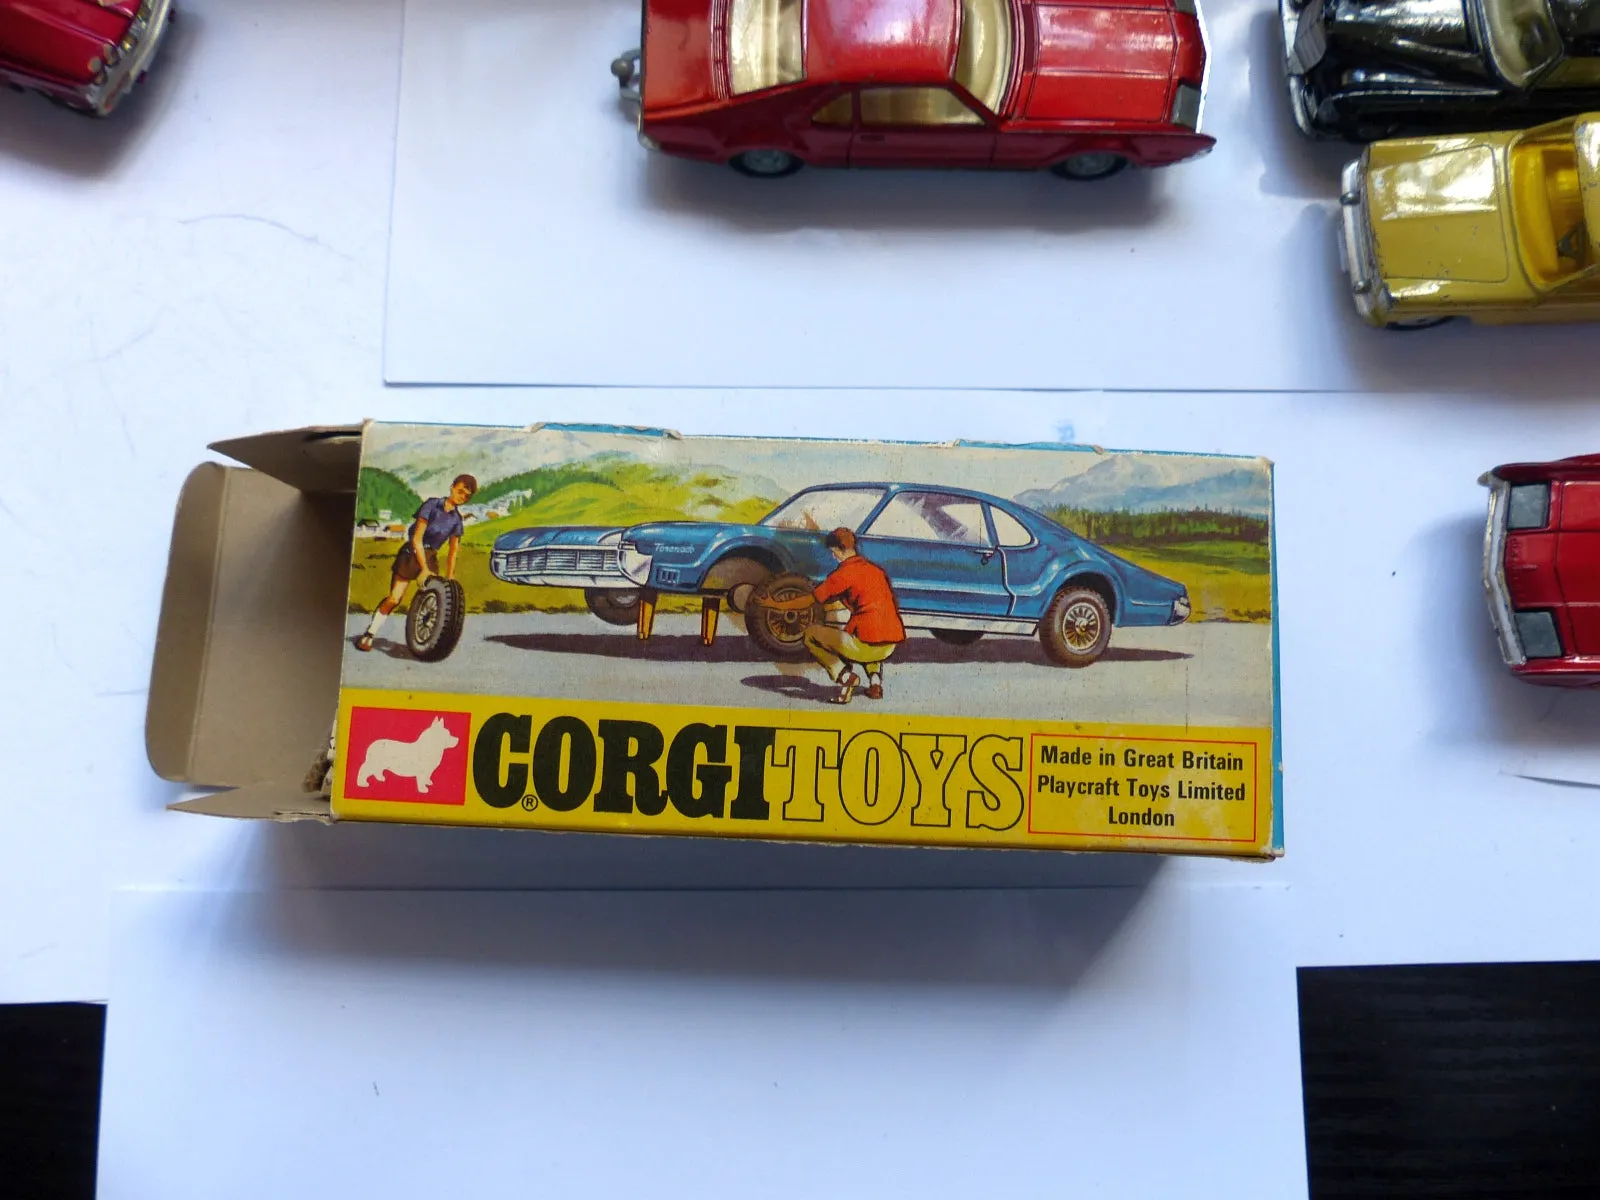 Toronado
CORGI TOYS
®
Made in Great Britain
Playcraft Toys Limited
London